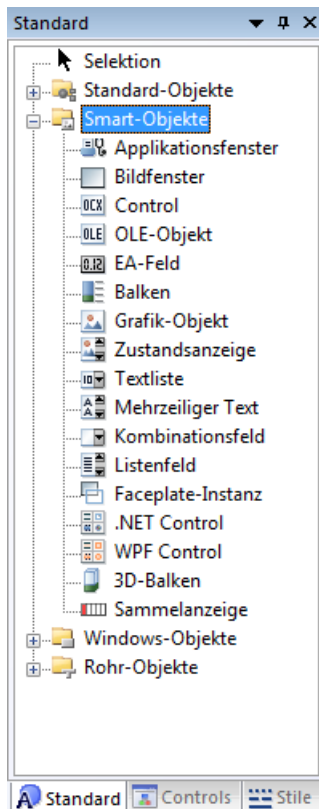 Standard
Selektion
Standard-Objekte
Smart-Objekte
Applikationsfenster
Bildfenster
OCX Control
OLE OLE-Objekt
0.12 EA-Feld
Balken
Grafik-Objekt
Zustandsanzeige
ID Textliste
A A Mehrzeiliger Text
Kombinationsfeld
Listenfeld
Faceplate-Instanz
.NET Control
WPF Control
3D-Balken
Sammelanzeige
Windows-Objekte
Rohr-Objekte
A Standard Controls Stile